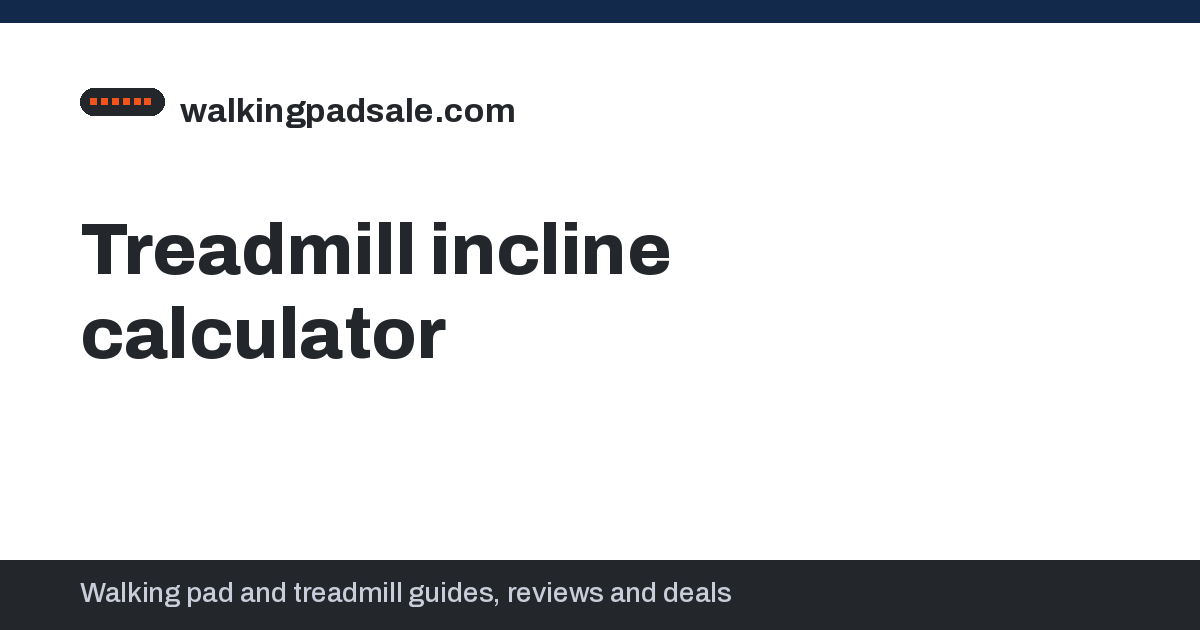 walkingpadsale.com
Treadmill incline
calculator
Walking pad and treadmill guides, reviews and deals